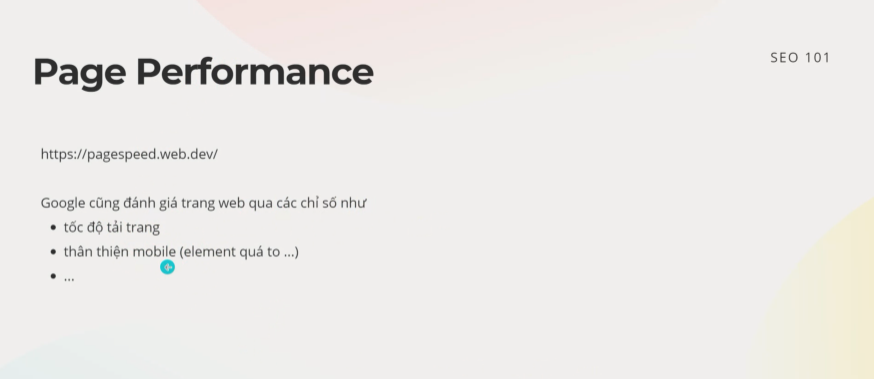 Page Performance
SEO 101
https://pagespeed.web.dev/
Google cũng đánh giá trang web qua các chỉ số như
• tốc độ tải trang
• thân thiện mobile (element quá to ...)
• ...